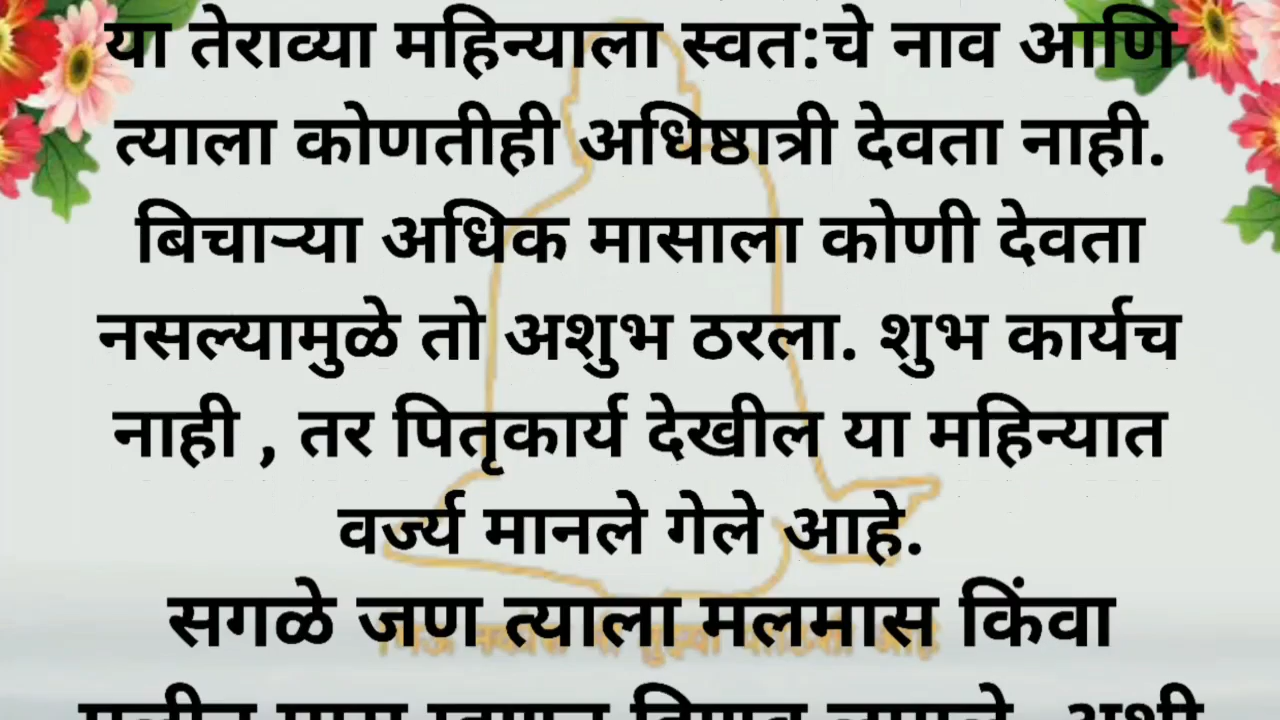 या तेराव्या महिन्याला स्वत:चे नाव आणि
त्याला कोणतीही अधिष्ठात्री देवता नाही.
बिचाऱ्या अधिक मासाला कोणी देवता
नसल्यामुळे तो अशुभ ठरला. शुभ कार्यच
नाही , तर पितृकार्य देखील या महिन्यात
वर्ज्य मानले गेले आहे.
सगळे जण त्याला मलमास किंवा